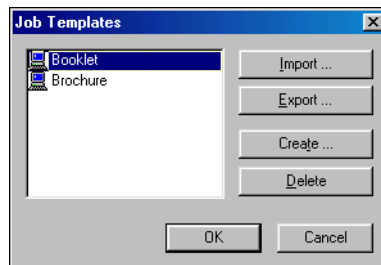 Job Templates
Booklet
Brochure
Import ...
Export ...
Create ...
Delete
OK
Cancel